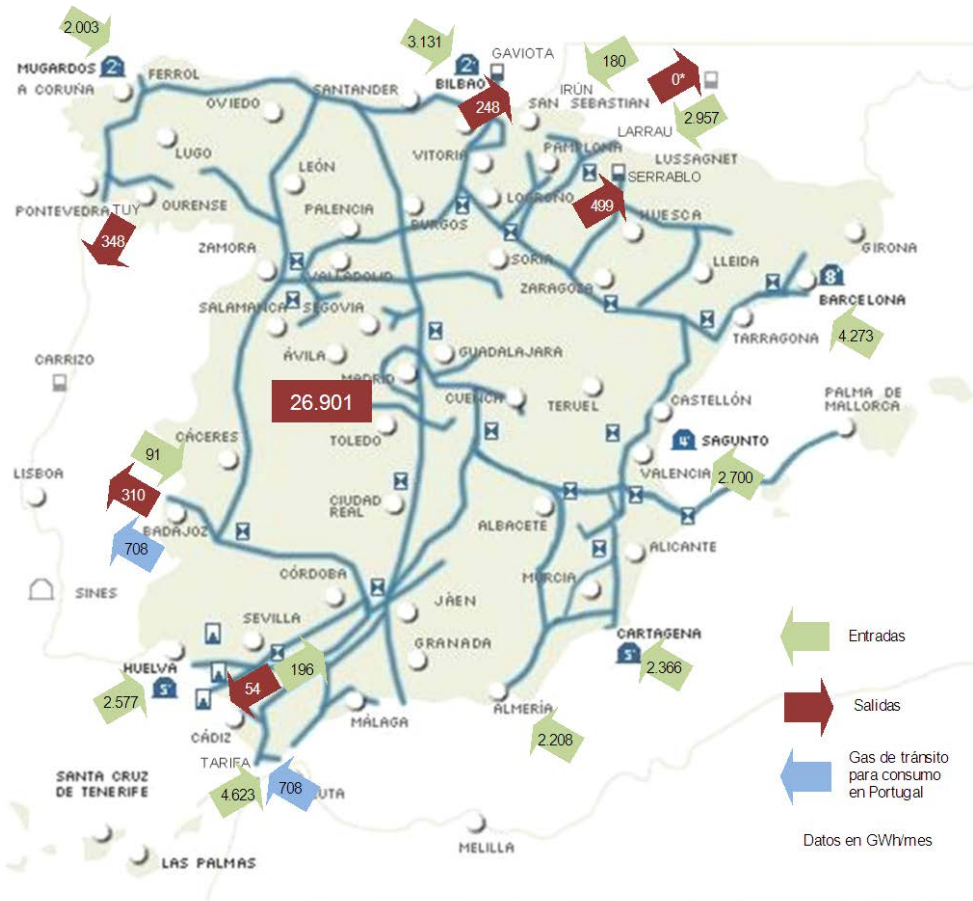 2.003
3.131
GAVIOTA
180
0*
MUGARDOS
2
A CORUÑA
FERROL
OVIEDO
SANTANDER
2
BILBAO
248
IRÚN
SAN SEBASTIAN
2.957
LARRAU
LUSSAGNET
LUGO
LEÓN
VITORIA
PAMPLONA
SERRABLO
PONTEVEDRA
TUY
OURENSE
PALENCIA
BURGOS
LOGROÑO
499
HUESCA
GIRONA
348
ZAMORA
VALLADOLID
SORIA
ZARAGOZA
LLEIDA
8
BARCELONA
SALAMANCA
SEGOVIA
TARRAGONA
4.273
CARRIZO
ÁVILA
MADRID
GUADALAJARA
26.901
CUENCA
TERUEL
CASTELLÓN
PALMA DE
MALLORCA
CÁCERES
TOLEDO
4
SAGUNTO
91
LISBOA
VALENCIA
2.700
310
CIUDAD
REAL
ALBACETE
BADAJOZ
708
ALICANTE
CÓRDOBA
MURCIA
SINES
JÁEN
SEVILLA
GRANADA
CARTAGENA
5
Entradas
HUELVA
5
196
2.366
54
2.577
Salidas
CÁDIZ
MÁLAGA
ALMERÍA
2.208
TARIFA
Gas de tránsito
para consumo
en Portugal
SANTA CRUZ
DE TENERIFE
4.623
708
UTA
Datos en GWh/mes
MELILLA
LAS PALMAS